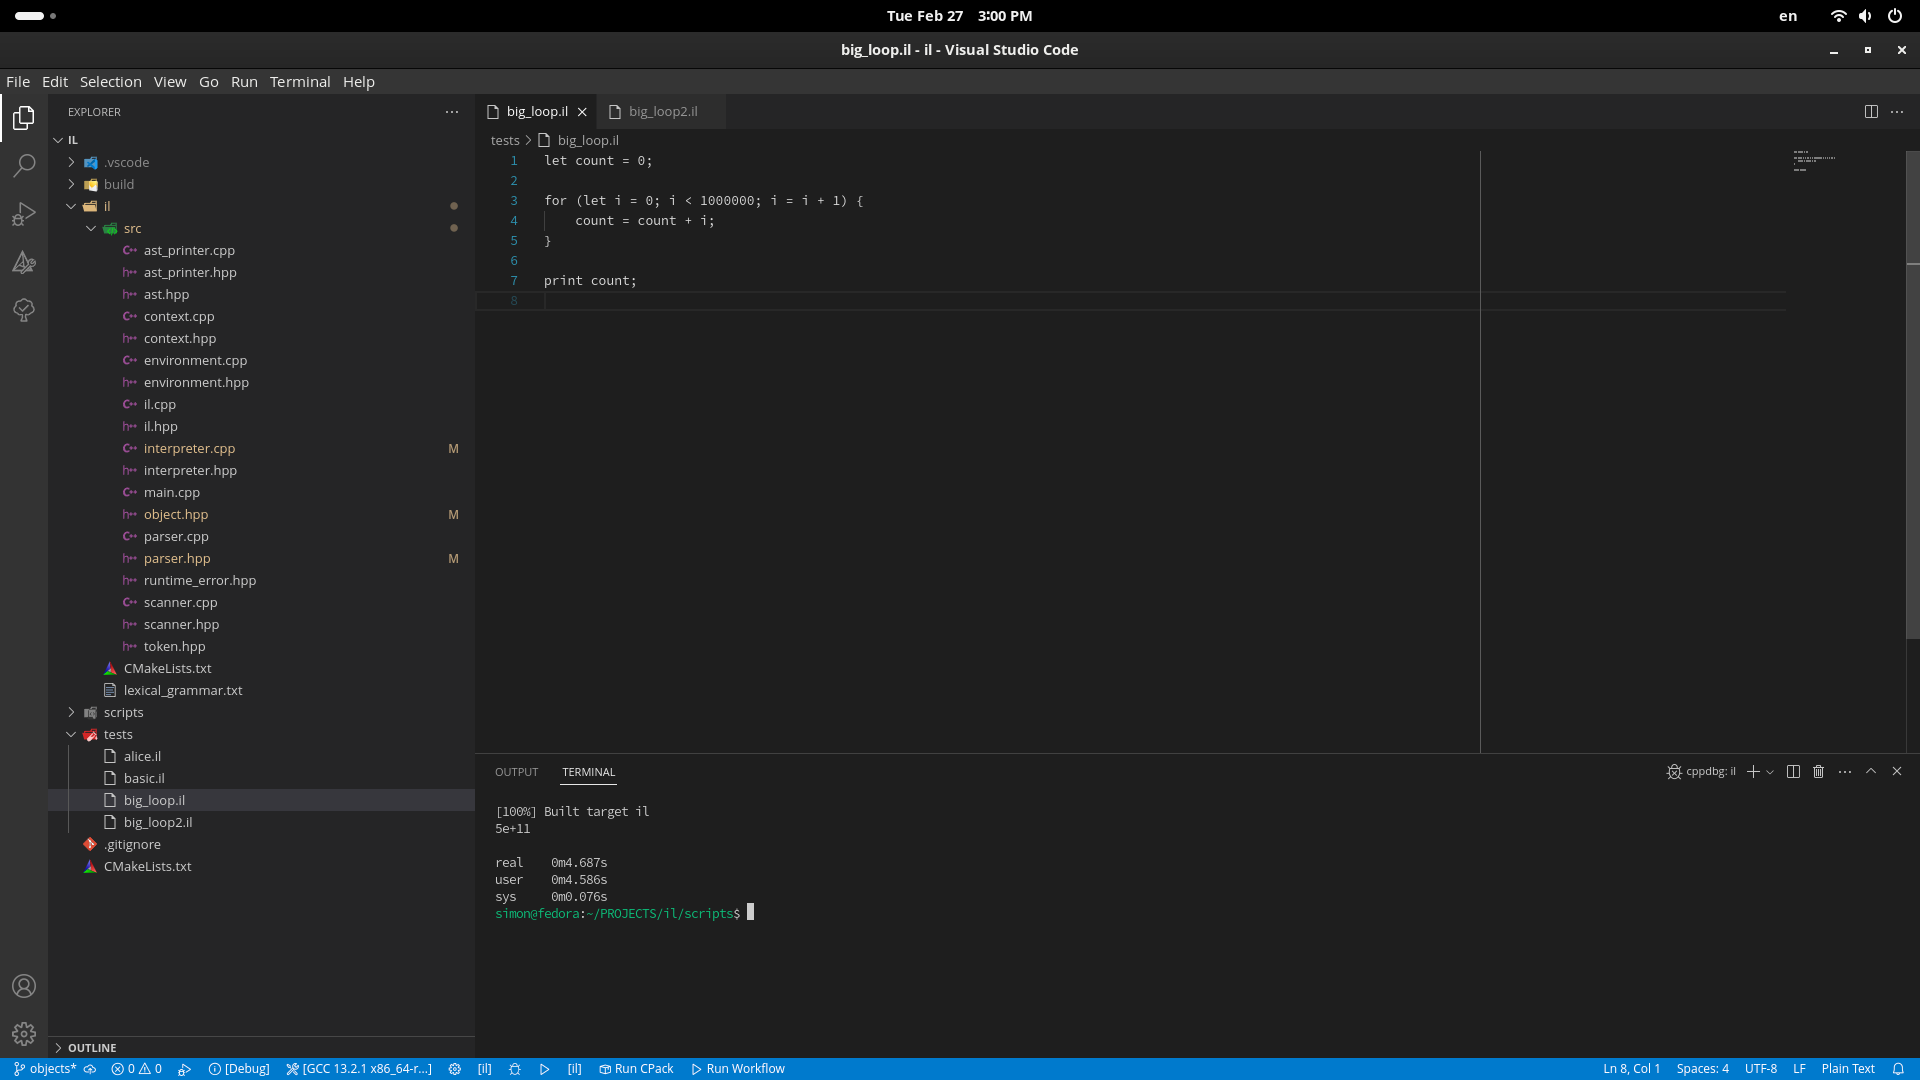 Tue Feb 27 3:00 PM
en
big_loop.il - il - Visual Studio Code
File Edit Selection View Go Run Terminal Help
EXPLORER
IL
.vscode
build
il
src
ast_printer.cpp
ast_printer.hpp
ast.hpp
context.cpp
context.hpp
environment.cpp
environment.hpp
il.cpp
il.hpp
interpreter.cpp M
interpreter.hpp
main.cpp
object.hpp M
parser.cpp
parser.hpp M
runtime_error.hpp
scanner.cpp
scanner.hpp
token.hpp
CMakeLists.txt
lexical_grammar.txt
scripts
tests
alice.il
basic.il
big_loop.il
big_loop2.il
.gitignore
CMakeLists.txt
OUTLINE
big_loop.il big_loop2.il
tests > big_loop.il
1 let count = 0;
2
3 for (let i = 0; i < 1000000; i = i + 1) {
4     count = count + i;
5 }
6
7 print count;
8
OUTPUT TERMINAL
cppdbg: il
[100%] Built target il
5e+11
real 0m4.687s
user 0m4.586s
sys 0m0.076s
simon@fedora:~/PROJECTS/il/scripts$
objects* 0 0 [Debug] [GCC 13.2.1 x86_64-r...] [il] [il] Run CPack Run Workflow
Ln 8, Col 1 Spaces: 4 UTF-8 LF Plain Text